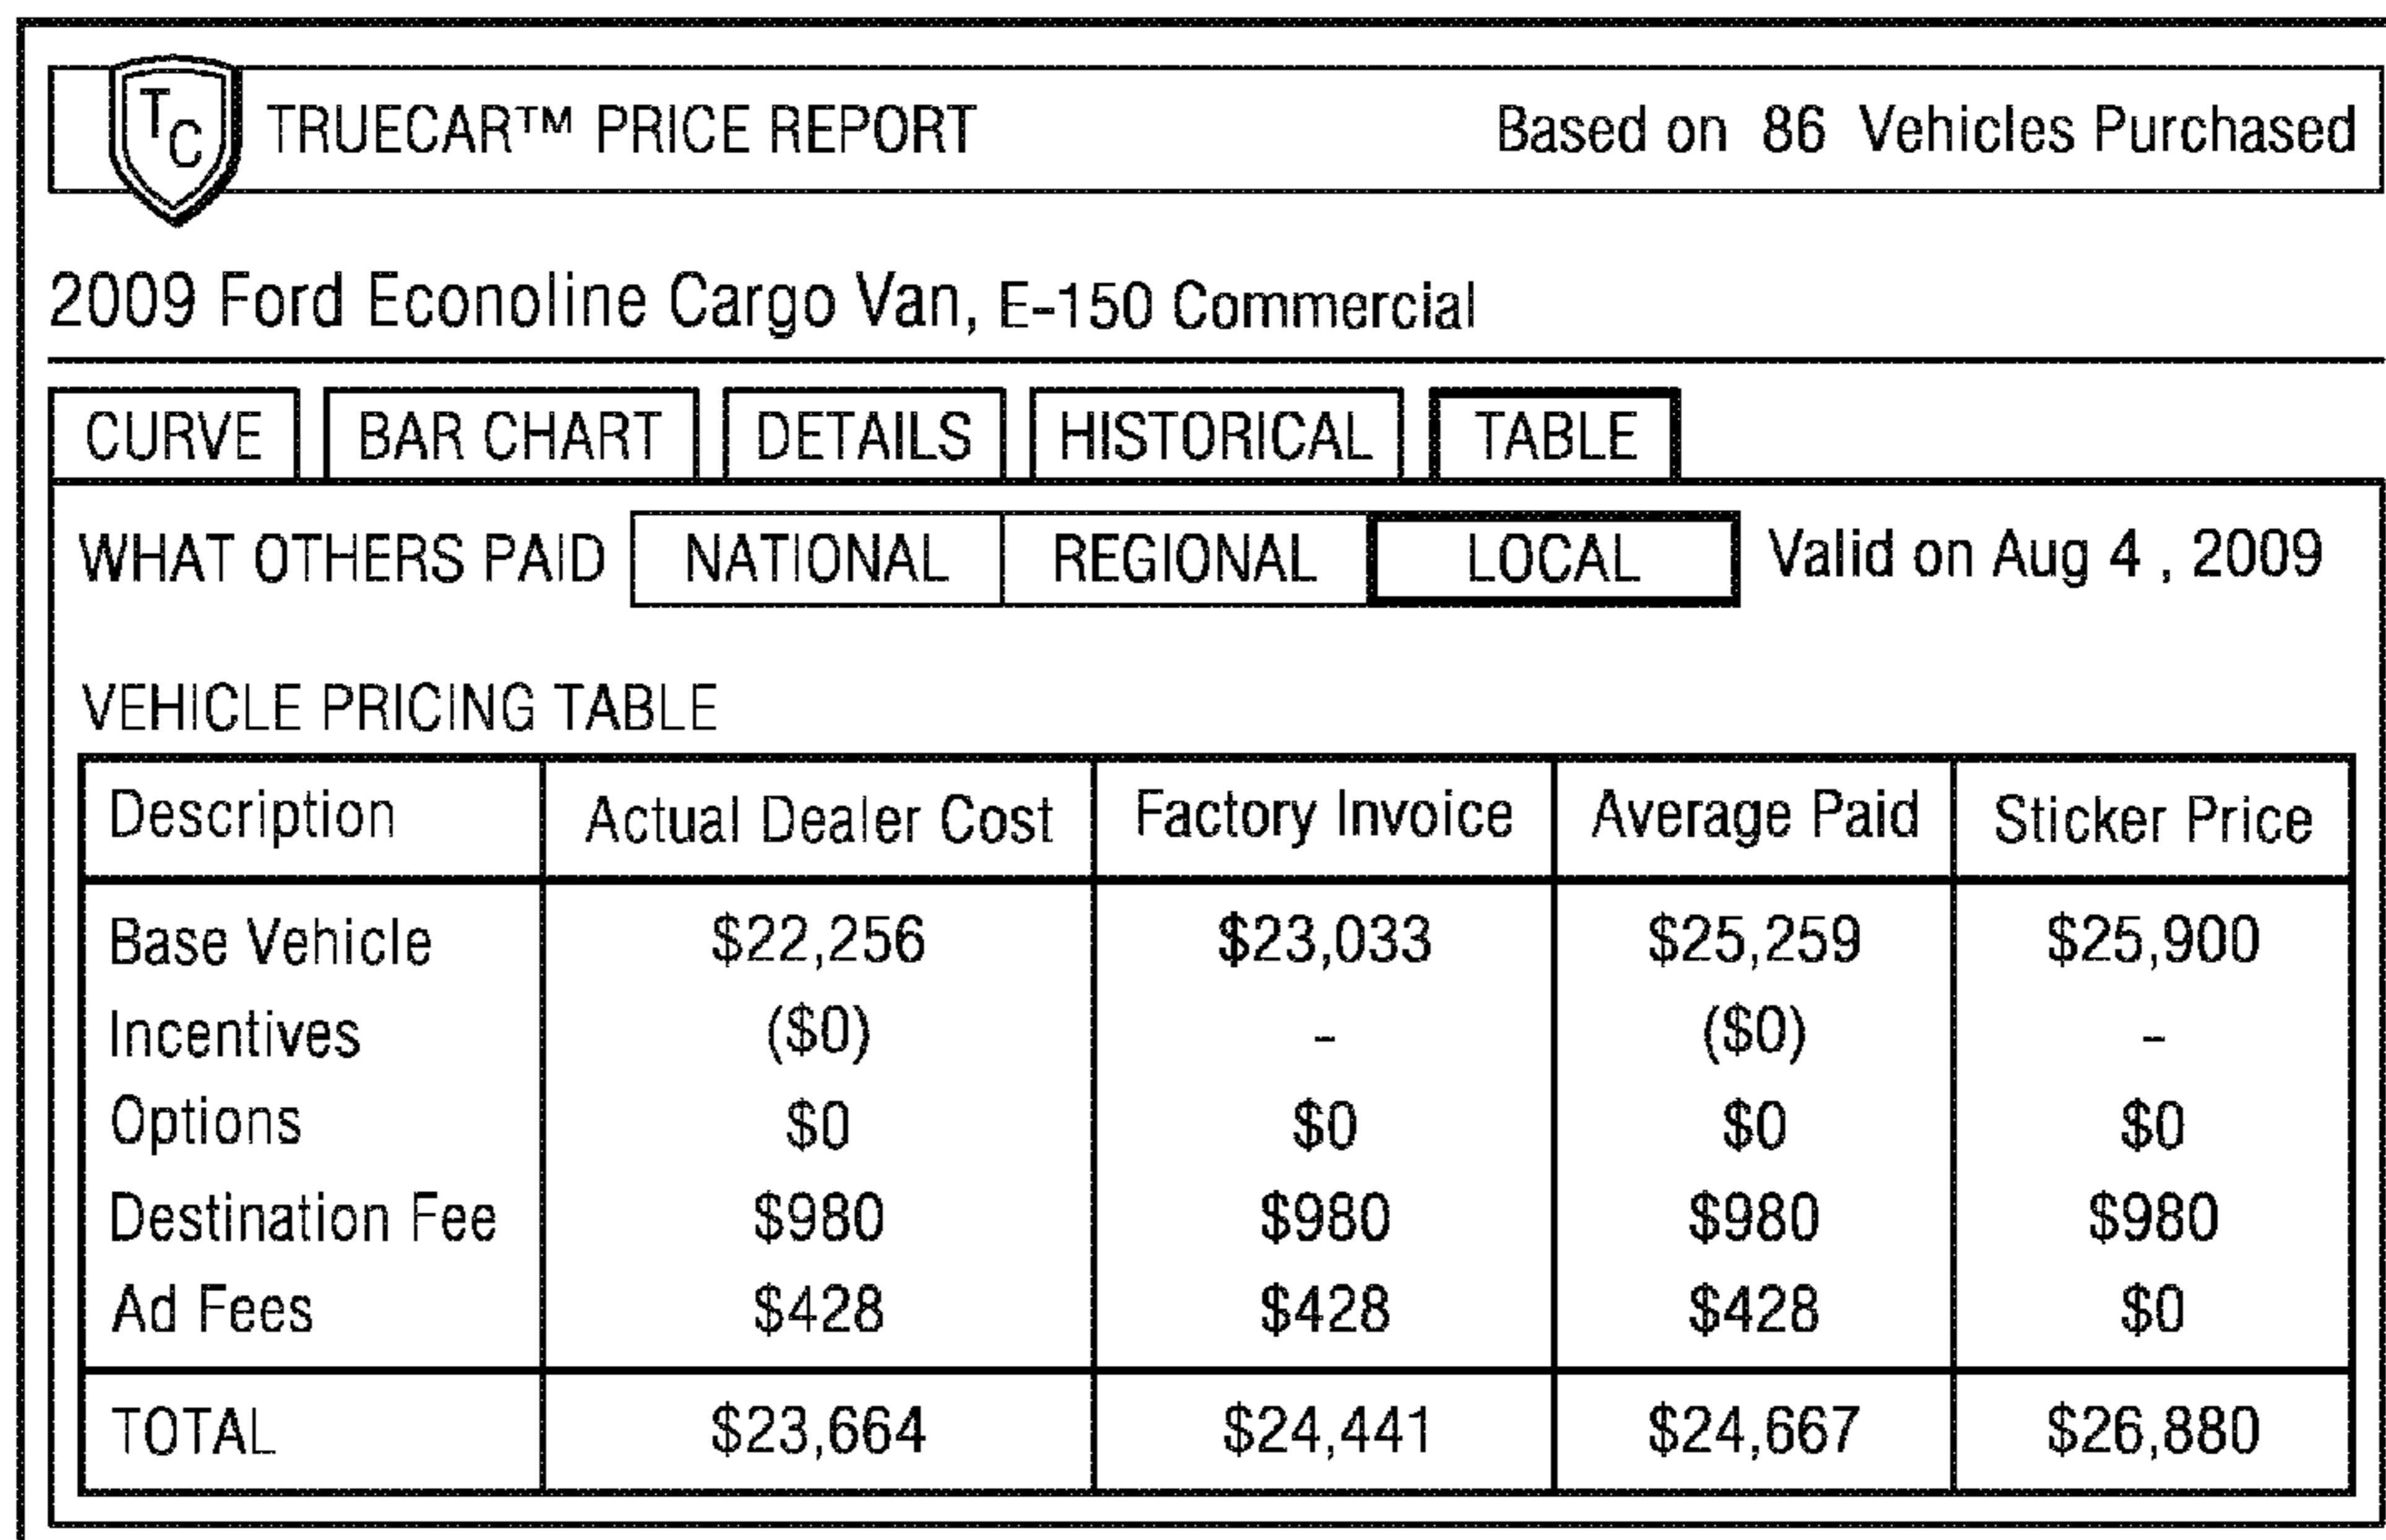 TC TRUECAR™ PRICE REPORT Based on 86 Vehicles Purchased
2009 Ford Econoline Cargo Van, E-150 Commercial
CURVE BAR CHART DETAILS HISTORICAL TABLE
WHAT OTHERS PAID NATIONAL REGIONAL LOCAL Valid on Aug 4 , 2009
VEHICLE PRICING TABLE
Description Actual Dealer Cost Factory Invoice Average Paid Sticker Price
Base Vehicle $22,256 $23,033 $25,259 $25,900
Incentives ($0) - ($0) -
Options $0 $0 $0 $0
Destination Fee $980 $980 $980 $980
Ad Fees $428 $428 $428 $0
TOTAL $23,664 $24,441 $24,667 $26,880